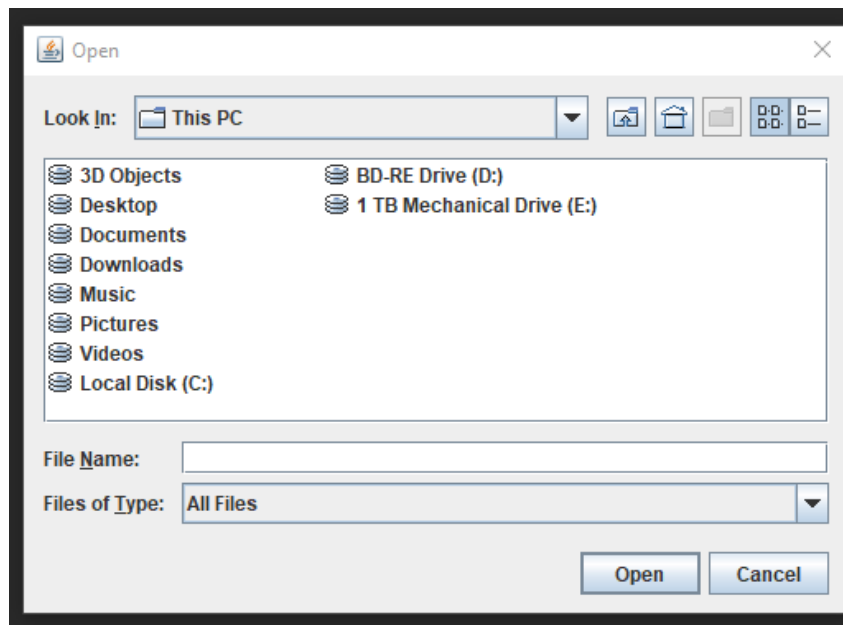 Open
Look In: This PC
3D Objects
Desktop
Documents
Downloads
Music
Pictures
Videos
Local Disk (C:)
BD-RE Drive (D:)
1 TB Mechanical Drive (E:)
File Name:
Files of Type: All Files
Open Cancel